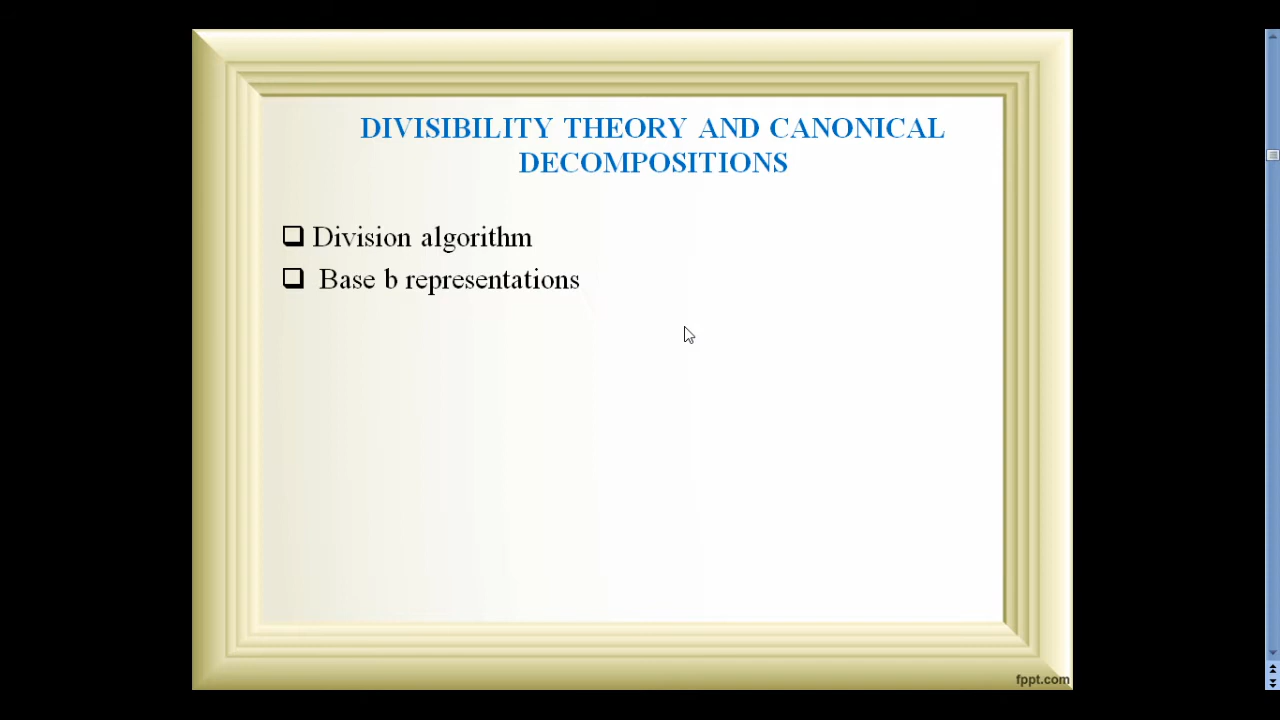 DIVISIBILITY THEORY AND CANONICAL
DECOMPOSITIONS
Division algorithm
Base b representations
fppt.com